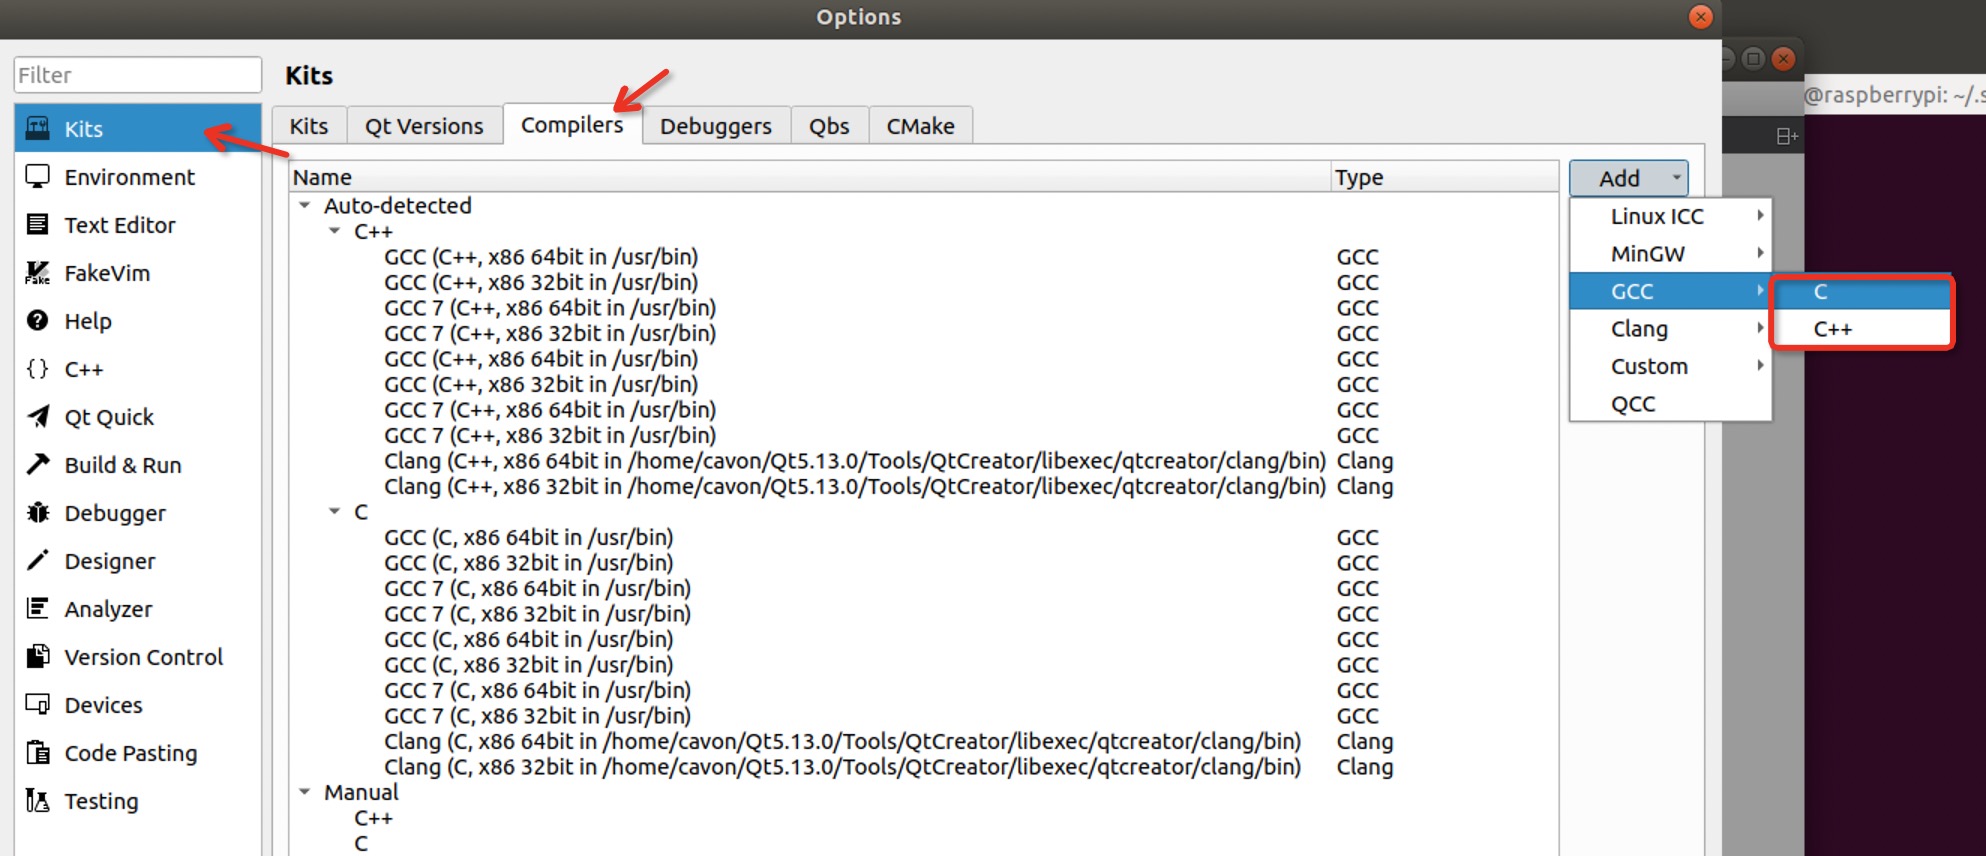 Options
Filter
Kits
Environment
Text Editor
FakeVim
Help
C++
Qt Quick
Build & Run
Debugger
Designer
Analyzer
Version Control
Devices
Code Pasting
Testing
Kits
Kits Qt Versions Compilers Debuggers Qbs CMake
Name Type
Auto-detected
C++
GCC (C++, x86 64bit in /usr/bin) GCC
GCC (C++, x86 32bit in /usr/bin) GCC
GCC 7 (C++, x86 64bit in /usr/bin) GCC
GCC 7 (C++, x86 32bit in /usr/bin) GCC
GCC (C++, x86 64bit in /usr/bin) GCC
GCC (C++, x86 32bit in /usr/bin) GCC
GCC 7 (C++, x86 64bit in /usr/bin) GCC
GCC 7 (C++, x86 32bit in /usr/bin) GCC
Clang (C++, x86 64bit in /home/cavon/Qt5.13.0/Tools/QtCreator/libexec/qtcreator/clang/bin) Clang
Clang (C++, x86 32bit in /home/cavon/Qt5.13.0/Tools/QtCreator/libexec/qtcreator/clang/bin) Clang
C
GCC (C, x86 64bit in /usr/bin) GCC
GCC (C, x86 32bit in /usr/bin) GCC
GCC 7 (C, x86 64bit in /usr/bin) GCC
GCC 7 (C, x86 32bit in /usr/bin) GCC
GCC (C, x86 64bit in /usr/bin) GCC
GCC (C, x86 32bit in /usr/bin) GCC
GCC 7 (C, x86 64bit in /usr/bin) GCC
GCC 7 (C, x86 32bit in /usr/bin) GCC
Clang (C, x86 64bit in /home/cavon/Qt5.13.0/Tools/QtCreator/libexec/qtcreator/clang/bin) Clang
Clang (C, x86 32bit in /home/cavon/Qt5.13.0/Tools/QtCreator/libexec/qtcreator/clang/bin) Clang
Manual
C++
C
Add
Linux ICC
MinGW
GCC
Clang
Custom
QCC
C
C++
@raspberrypi: ~/.s